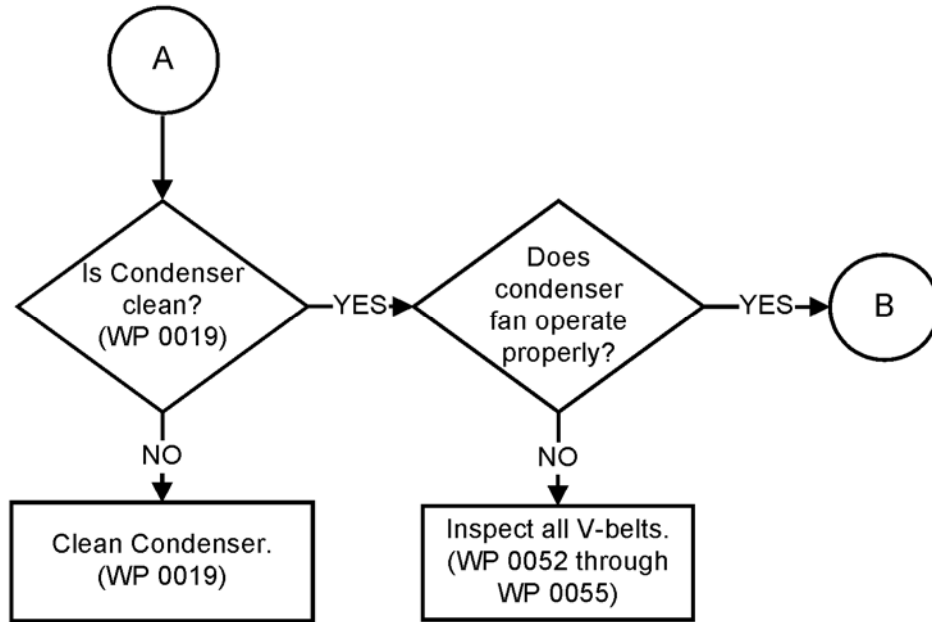 A
Is Condenser
clean?
(WP 0019)
YES
Does
condenser
fan operate
properly?
YES
B
NO
Clean Condenser.
(WP 0019)
NO
Inspect all V-belts.
(WP 0052 through
WP 0055)